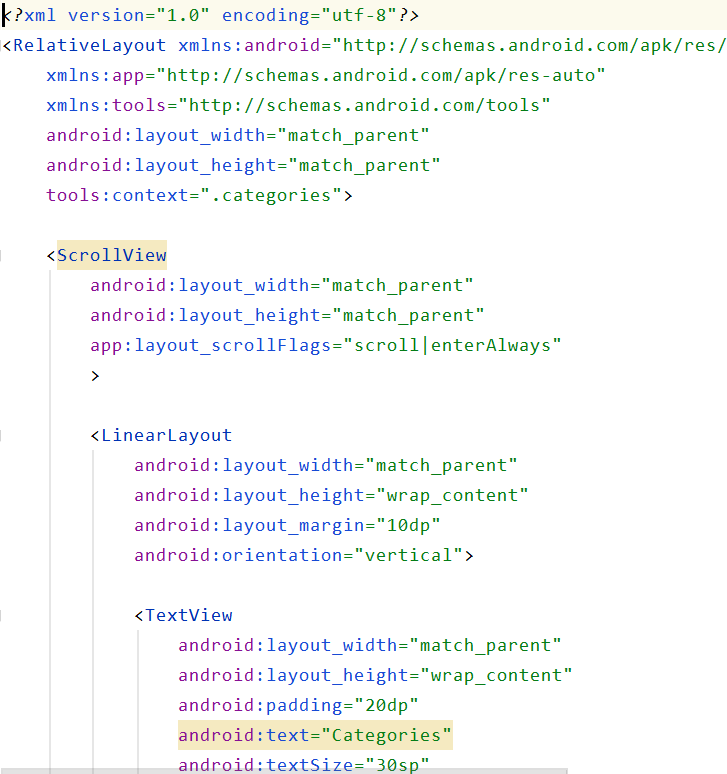 <?xml version="1.0" encoding="utf-8"?>
<RelativeLayout xmlns:android="http://schemas.android.com/apk/res/
    xmlns:app="http://schemas.android.com/apk/res-auto"
    xmlns:tools="http://schemas.android.com/tools"
    android:layout_width="match_parent"
    android:layout_height="match_parent"
    tools:context=".categories">

    <ScrollView
        android:layout_width="match_parent"
        android:layout_height="match_parent"
        app:layout_scrollFlags="scroll|enterAlways"
        >

        <LinearLayout
            android:layout_width="match_parent"
            android:layout_height="wrap_content"
            android:layout_margin="10dp"
            android:orientation="vertical">

            <TextView
                android:layout_width="match_parent"
                android:layout_height="wrap_content"
                android:padding="20dp"
                android:text="Categories"
                android:textSize="30sp"